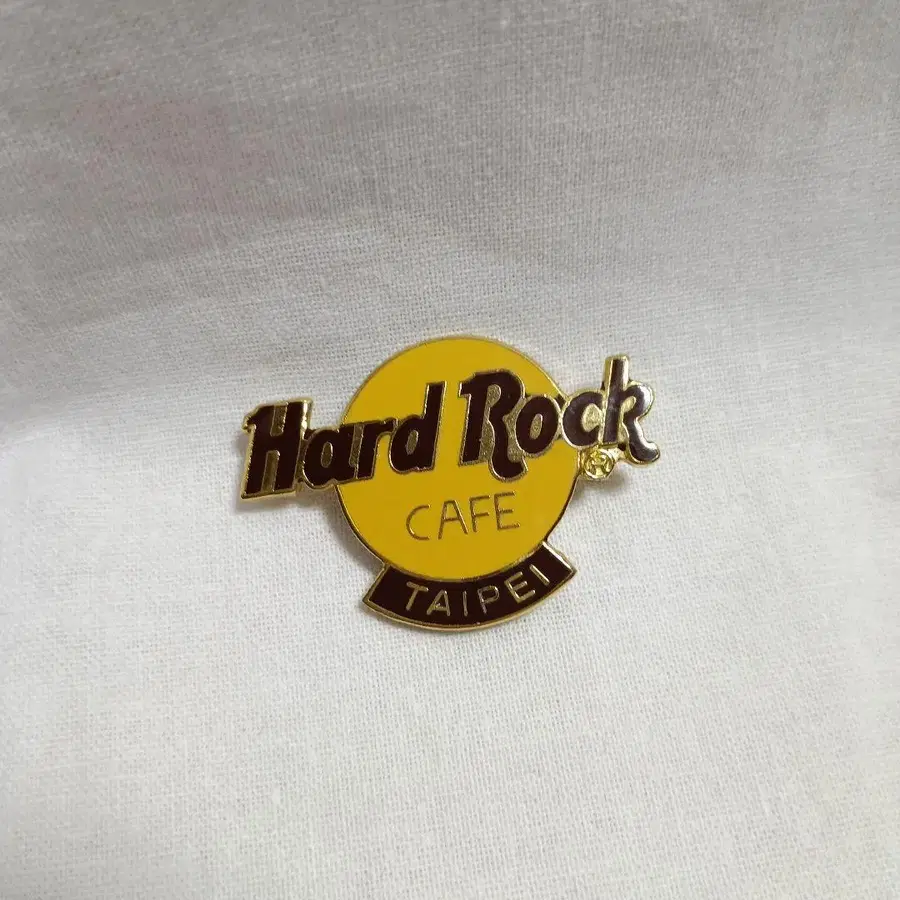 Hard Rock
®
CAFE
TAIPEI